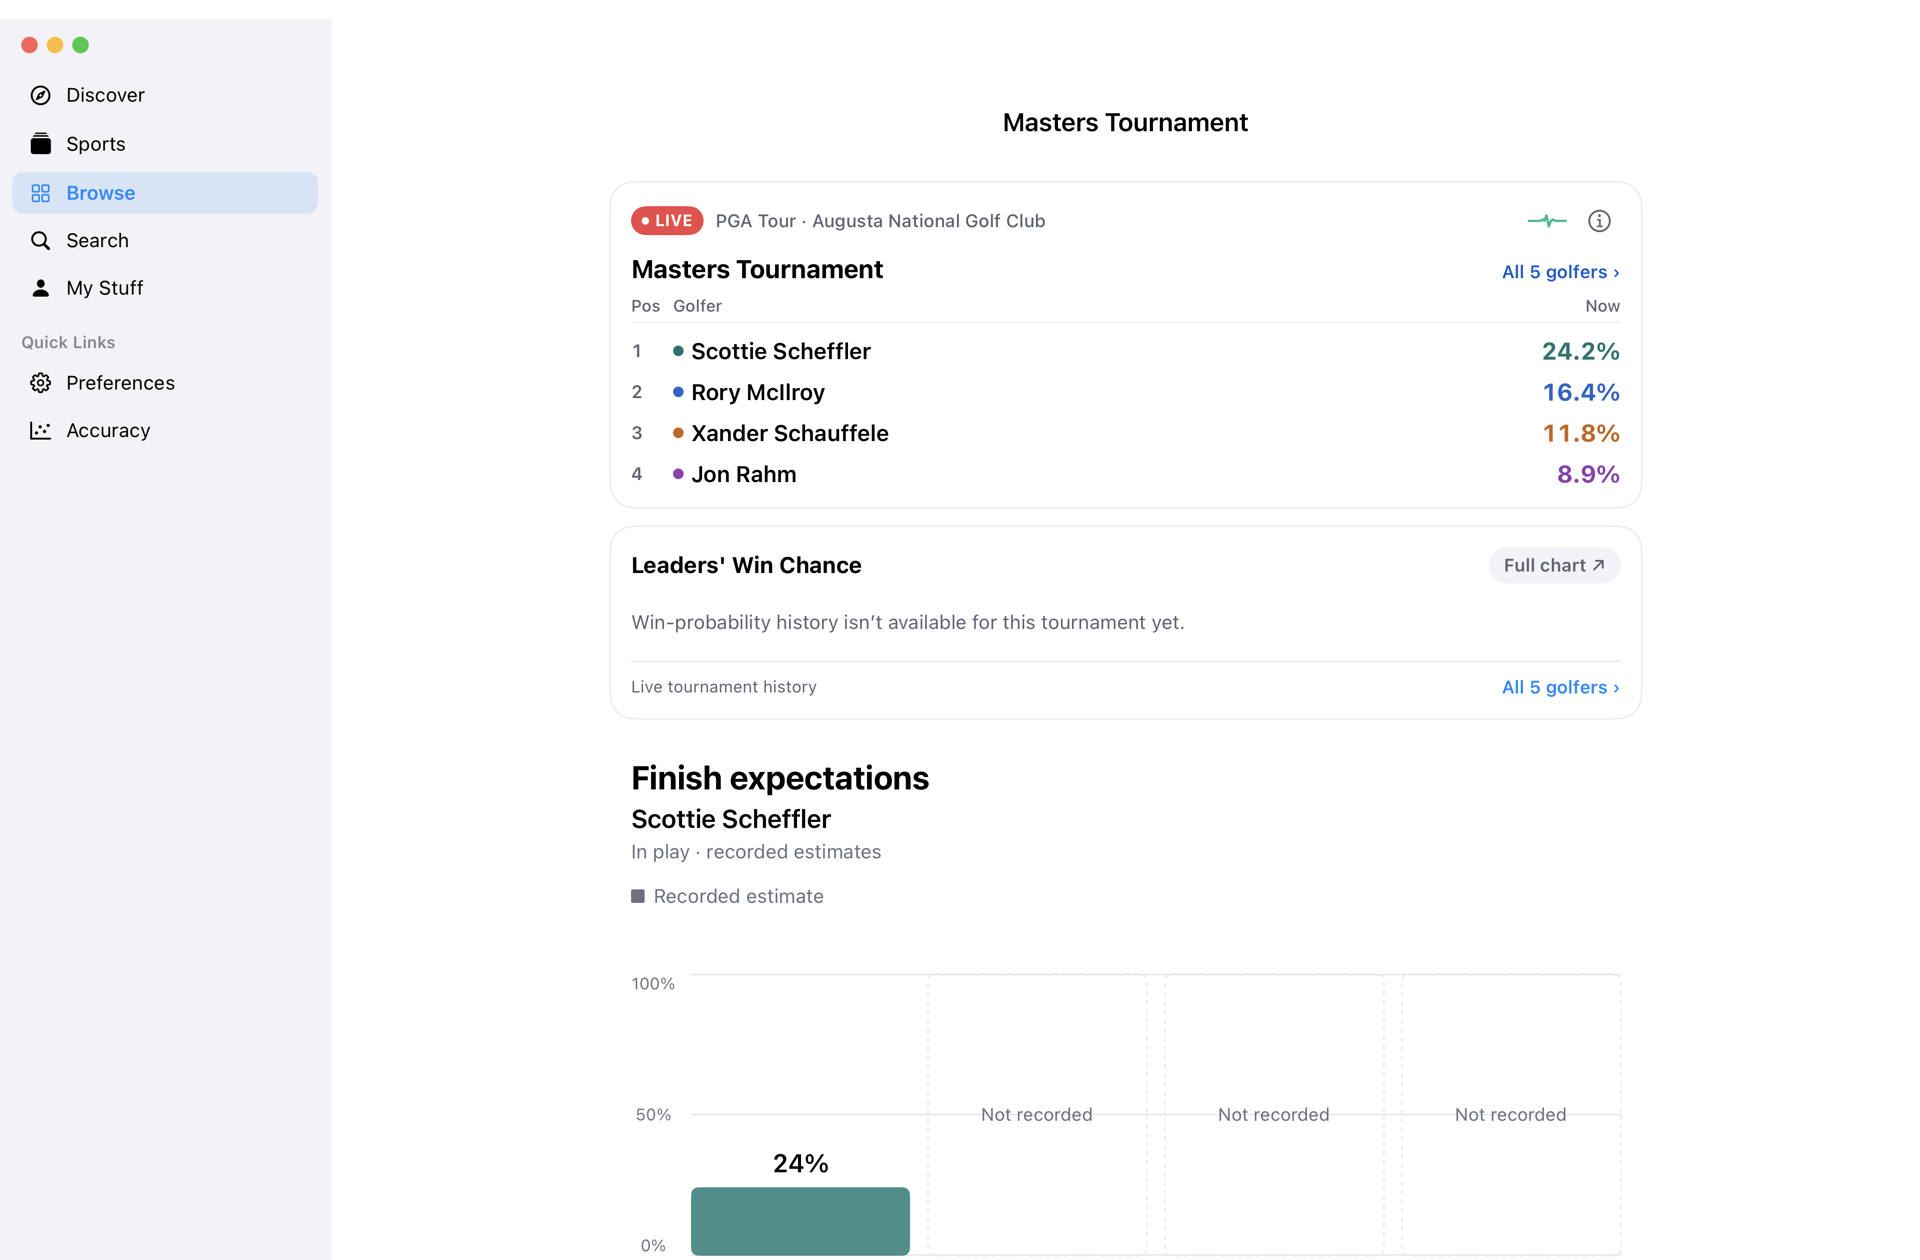 Discover
Sports
Browse
Search
My Stuff
Quick Links
Preferences
Accuracy
Masters Tournament
LIVE PGA Tour · Augusta National Golf Club
Masters Tournament All 5 golfers ›
Pos Golfer Now
1 Scottie Scheffler 24.2%
2 Rory McIlroy 16.4%
3 Xander Schauffele 11.8%
4 Jon Rahm 8.9%
Leaders' Win Chance Full chart ↗
Win-probability history isn’t available for this tournament yet.
Live tournament history All 5 golfers ›
Finish expectations
Scottie Scheffler
In play · recorded estimates
Recorded estimate
100%
50% Not recorded Not recorded Not recorded
24%
0%